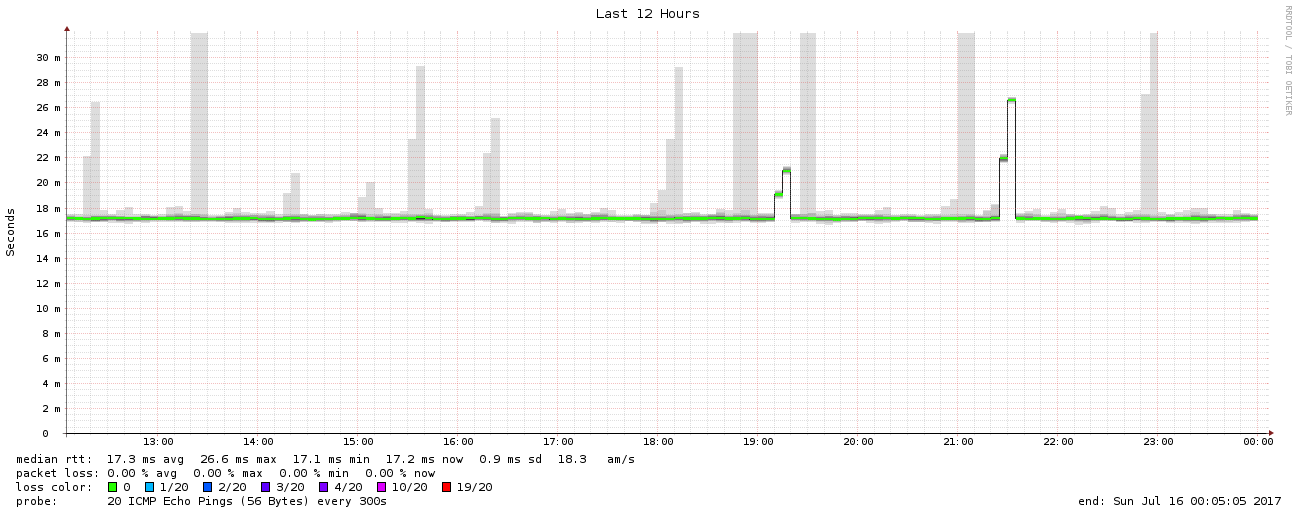 Last 12 Hours
RRDTOOL / TOBI OETIKER
Seconds
30 m
28 m
26 m
24 m
22 m
20 m
18 m
16 m
14 m
12 m
10 m
8 m
6 m
4 m
2 m
0
13:00 14:00 15:00 16:00 17:00 18:00 19:00 20:00 21:00 22:00 23:00 00:00
median rtt: 17.3 ms avg 26.6 ms max 17.1 ms min 17.2 ms now 0.9 ms sd 18.3 am/s
packet loss: 0.00 % avg 0.00 % max 0.00 % min 0.00 % now
loss color: 0 1/20 2/20 3/20 4/20 10/20 19/20
probe: 20 ICMP Echo Pings (56 Bytes) every 300s end: Sun Jul 16 00:05:05 2017